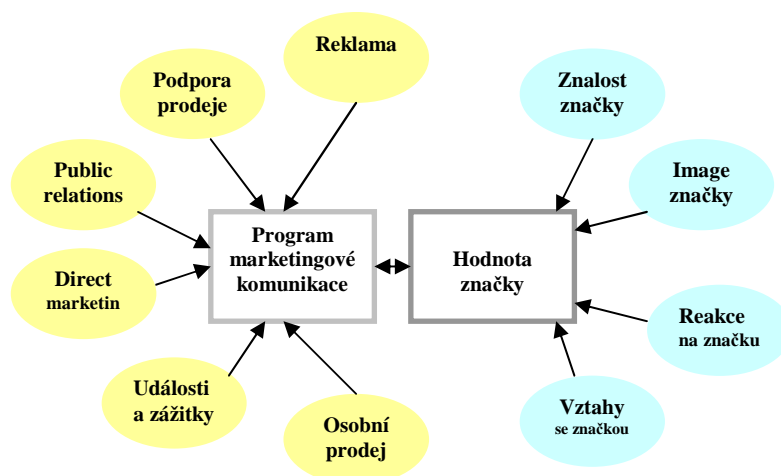 Reklama
Podpora
prodeje
Public
relations
Direct
marketin
Události
a zážitky
Osobní
prodej
Program
marketingové
komunikace
Hodnota
značky
Znalost
značky
Image
značky
Reakce
na značku
Vztahy
se značkou